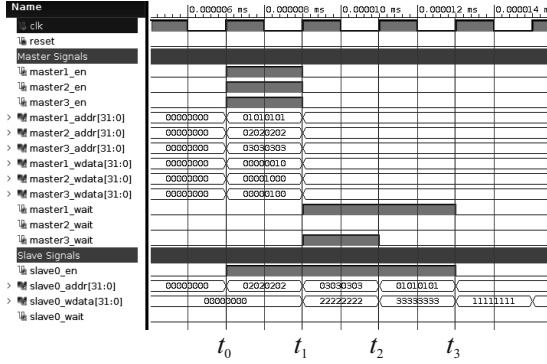 Name 0.000006 ms 0.000008 ms 0.000010 ms 0.000012 ms 0.000014 m
clk
reset
Master Signals
master1_en
master2_en
master3_en
master1_addr[31:0] 00000000 01010101
master2_addr[31:0] 00000000 02020202
master3_addr[31:0] 00000000 03030303
master1_wdata[31:0] 00000000 00000010
master2_wdata[31:0] 00000000 00001000
master3_wdata[31:0] 00000000 00000100
master1_wait
master2_wait
master3_wait
Slave Signals
slave0_en
slave0_addr[31:0] 00000000 02020202 03030303 01010101
slave0_wdata[31:0] 00000000 22222222 33333333 11111111
slave0_wait
t0 t1 t2 t3